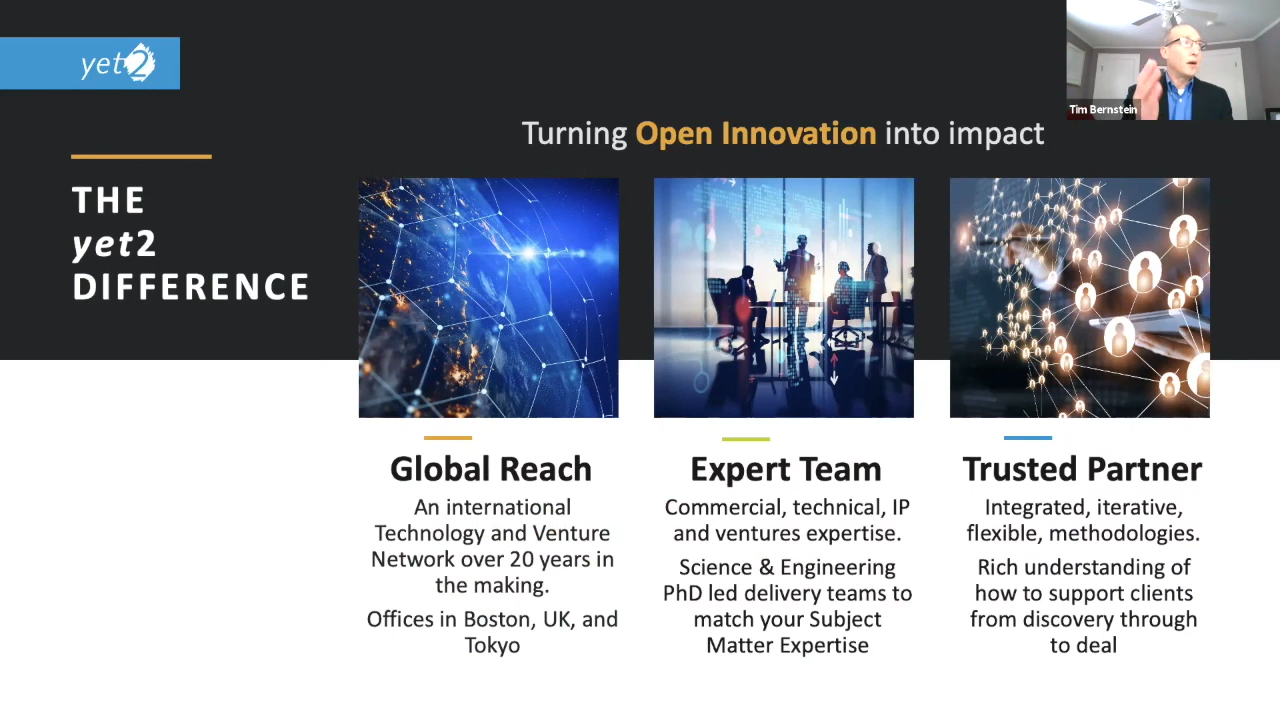 yet2
Tim Bernstein
Turning Open Innovation into impact
THE
yet2
DIFFERENCE
Global Reach
An international
Technology and Venture
Network over 20 years in
the making.
Offices in Boston, UK, and
Tokyo
Expert Team
Commercial, technical, IP
and ventures expertise.
Science & Engineering
PhD led delivery teams to
match your Subject
Matter Expertise
Trusted Partner
Integrated, iterative,
flexible, methodologies.
Rich understanding of
how to support clients
from discovery through
to deal